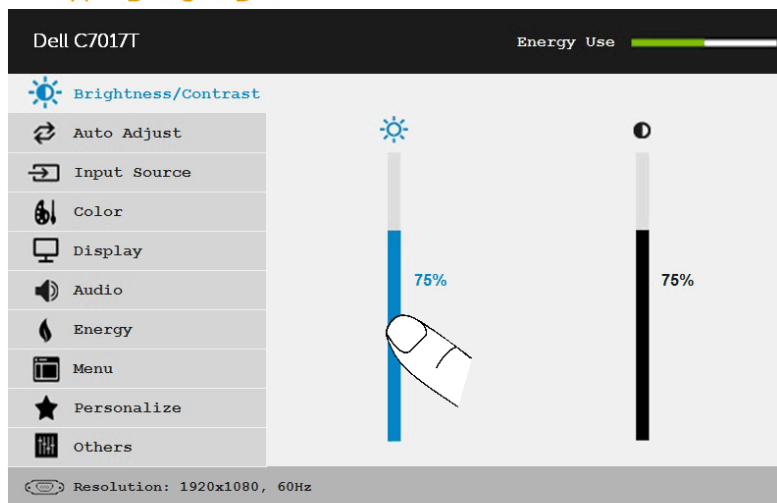 Dell C7017T
Energy Use
Brightness/Contrast
Auto Adjust
Input Source
Color
Display
Audio
Energy
Menu
Personalize
Others
75%
75%
Resolution: 1920x1080, 60Hz